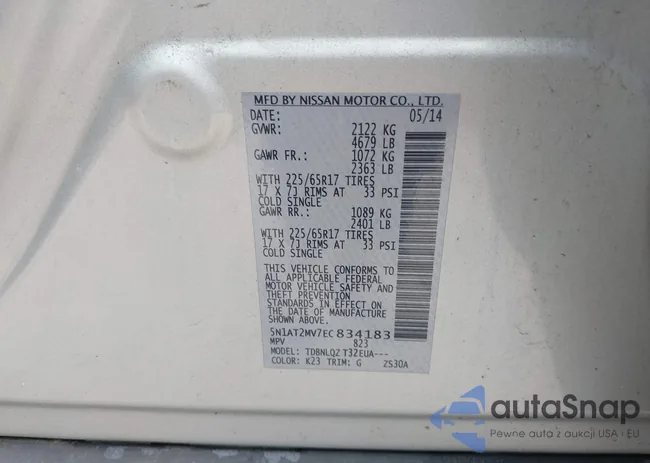 MFD BY NISSAN MOTOR CO., LTD.
DATE: 05/14
GVWR: 2122 KG
4679 LB
GAWR FR.: 1072 KG
2363 LB
WITH 225/65R17 TIRES
17 X 7J RIMS AT 33 PSI
COLD SINGLE
GAWR RR.: 1089 KG
2401 LB
WITH 225/65R17 TIRES
17 X 7J RIMS AT 33 PSI
COLD SINGLE
THIS VEHICLE CONFORMS TO
ALL APPLICABLE FEDERAL
MOTOR VEHICLE SAFETY AND
THEFT PREVENTION
STANDARDS IN EFFECT ON
THE DATE OF MANUFACTURE
SHOWN ABOVE.
5N1AT2MV7EC834183
MPV 823
MODEL: TDBNLQZ T32EUA---
COLOR: K23 TRIM: G ZS30A
autaSnap
Pewne auta z aukcji USA i EU